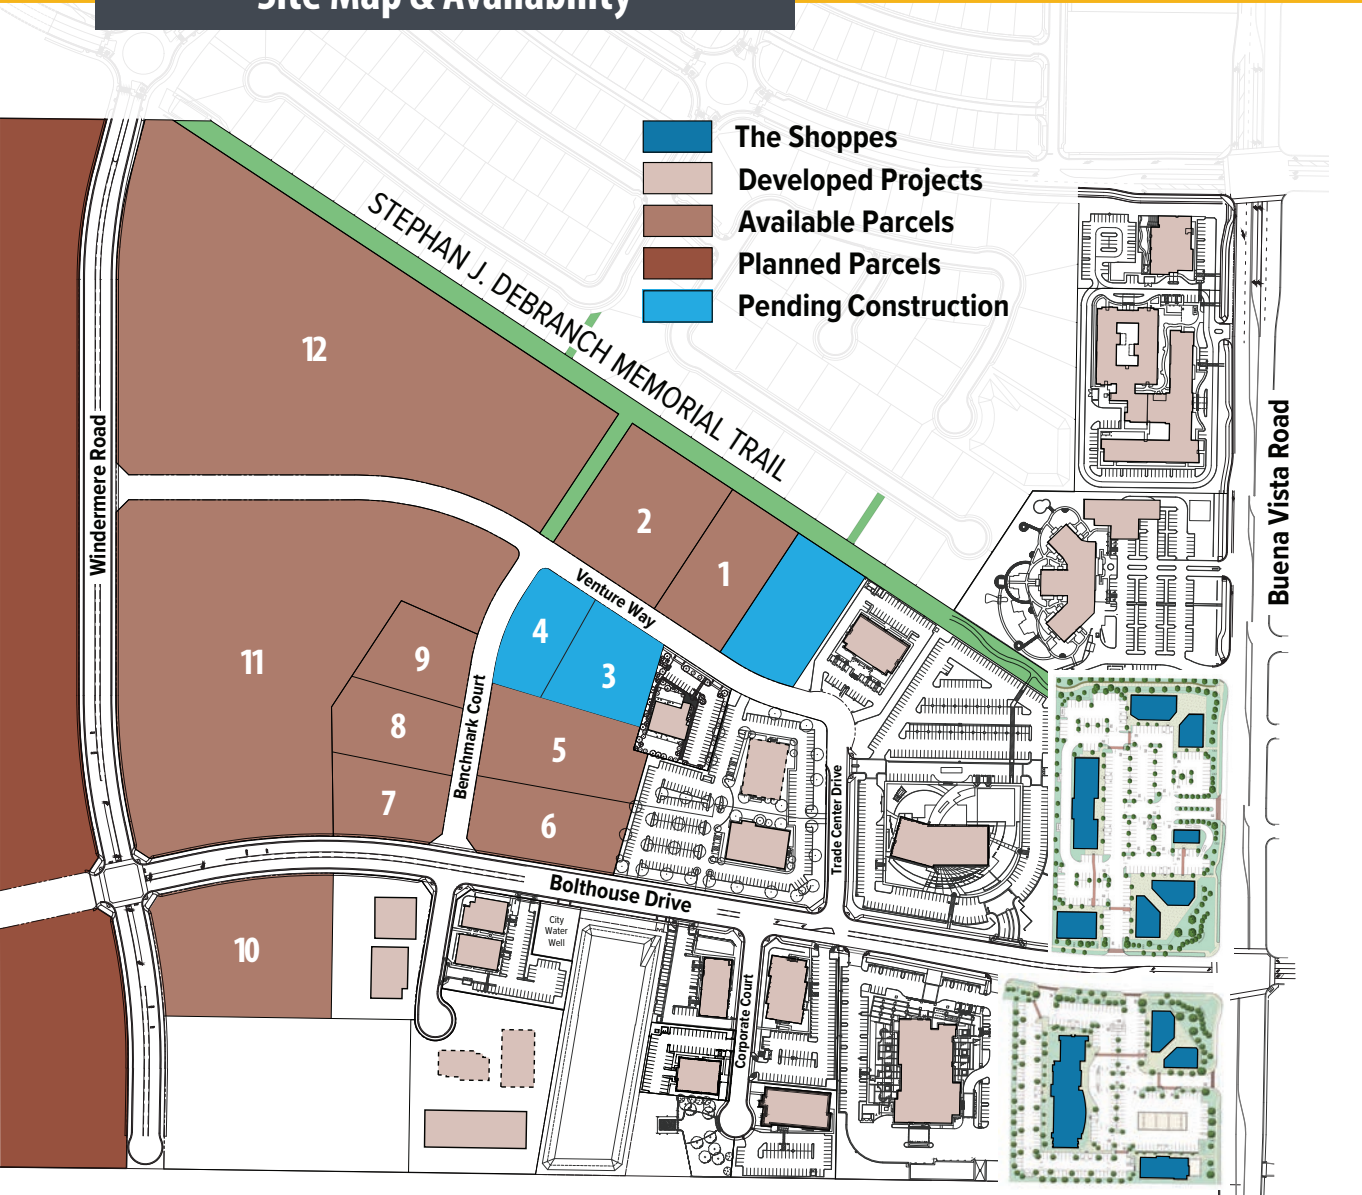 Site Map & Availability
The Shoppes
Developed Projects
Available Parcels
Planned Parcels
Pending Construction
STEPHAN J. DEBRANCH MEMORIAL TRAIL
12
Windermere Road
Buena Vista Road
2
1
Venture Way
4
3
11
9
8
7
Benchmark Court
5
6
Trade Center Drive
Bolthouse Drive
10
City
Water
Well
Corporate Court